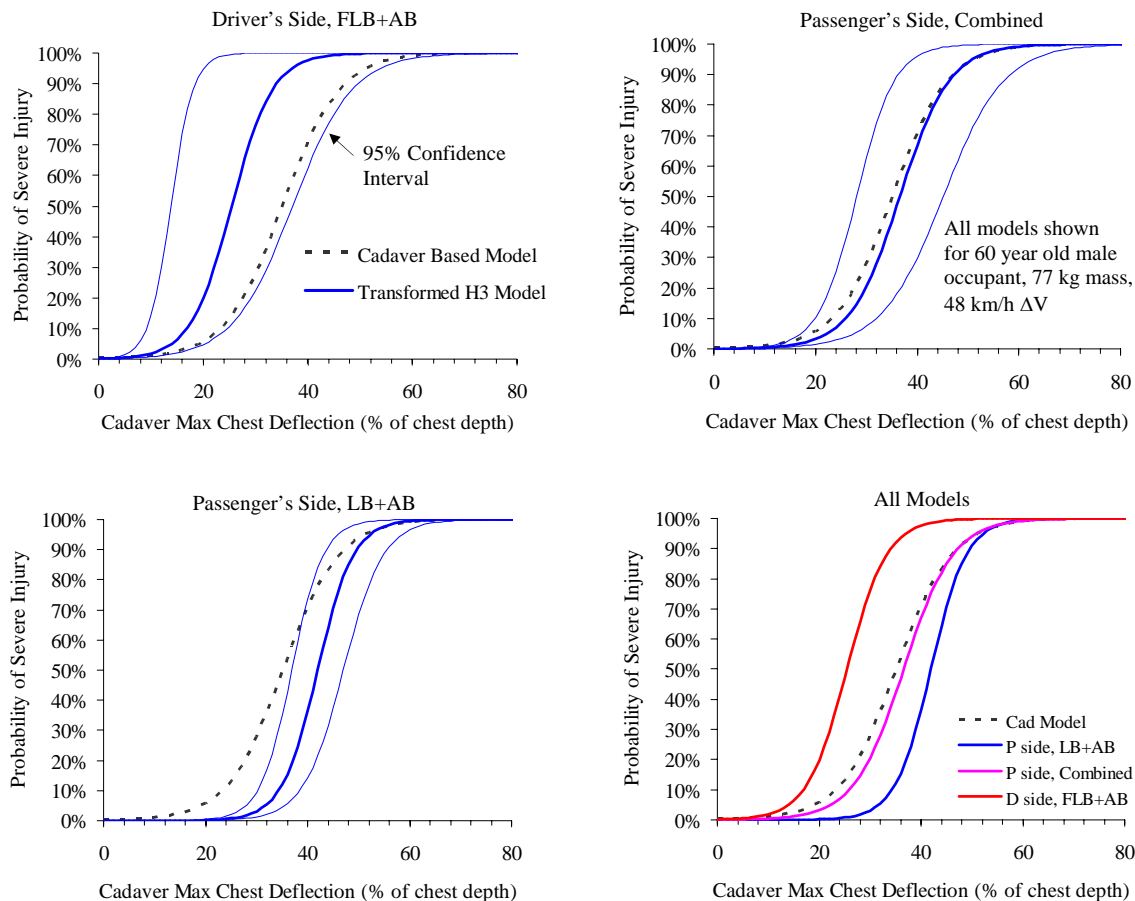 Driver's Side, FLB+AB
Probability of Severe Injury
100%
90%
80%
70%
60%
50%
40%
30%
20%
10%
0%
95% Confidence
Interval
Cadaver Based Model
Transformed H3 Model
0 20 40 60 80
Cadaver Max Chest Deflection (% of chest depth)
Passenger's Side, Combined
Probability of Severe Injury
100%
90%
80%
70%
60%
50%
40%
30%
20%
10%
0%
All models shown
for 60 year old male
occupant, 77 kg mass,
48 km/h ΔV
0 20 40 60 80
Cadaver Max Chest Deflection (% of chest depth)
Passenger's Side, LB+AB
Probability of Severe Injury
100%
90%
80%
70%
60%
50%
40%
30%
20%
10%
0%
0 20 40 60 80
Cadaver Max Chest Deflection (% of chest depth)
All Models
Probability of Severe Injury
100%
90%
80%
70%
60%
50%
40%
30%
20%
10%
0%
Cad Model
P side, LB+AB
P side, Combined
D side, FLB+AB
0 20 40 60 80
Cadaver Max Chest Deflection (% of chest depth)